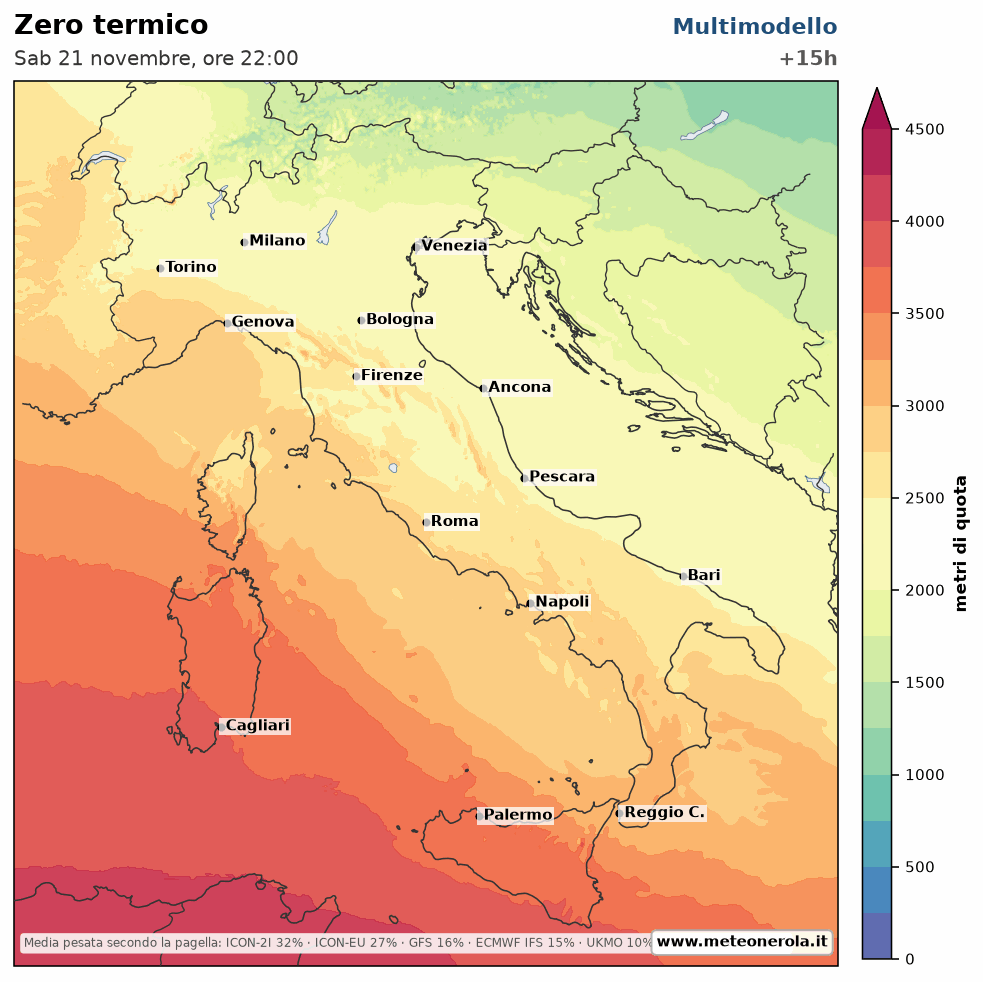 Zero termico
Multimodello
Sab 21 novembre, ore 22:00
+15h
Milano
Venezia
Torino
Genova
Bologna
Firenze
Ancona
Pescara
Roma
Bari
Napoli
Cagliari
Palermo
Reggio C.
Media pesata secondo la pagella: ICON-2I 32% · ICON-EU 27% · GFS 16% · ECMWF IFS 15% · UKMO 10%
www.meteonerola.it
4500
4000
3500
3000
2500
2000
1500
1000
500
0
metri di quota